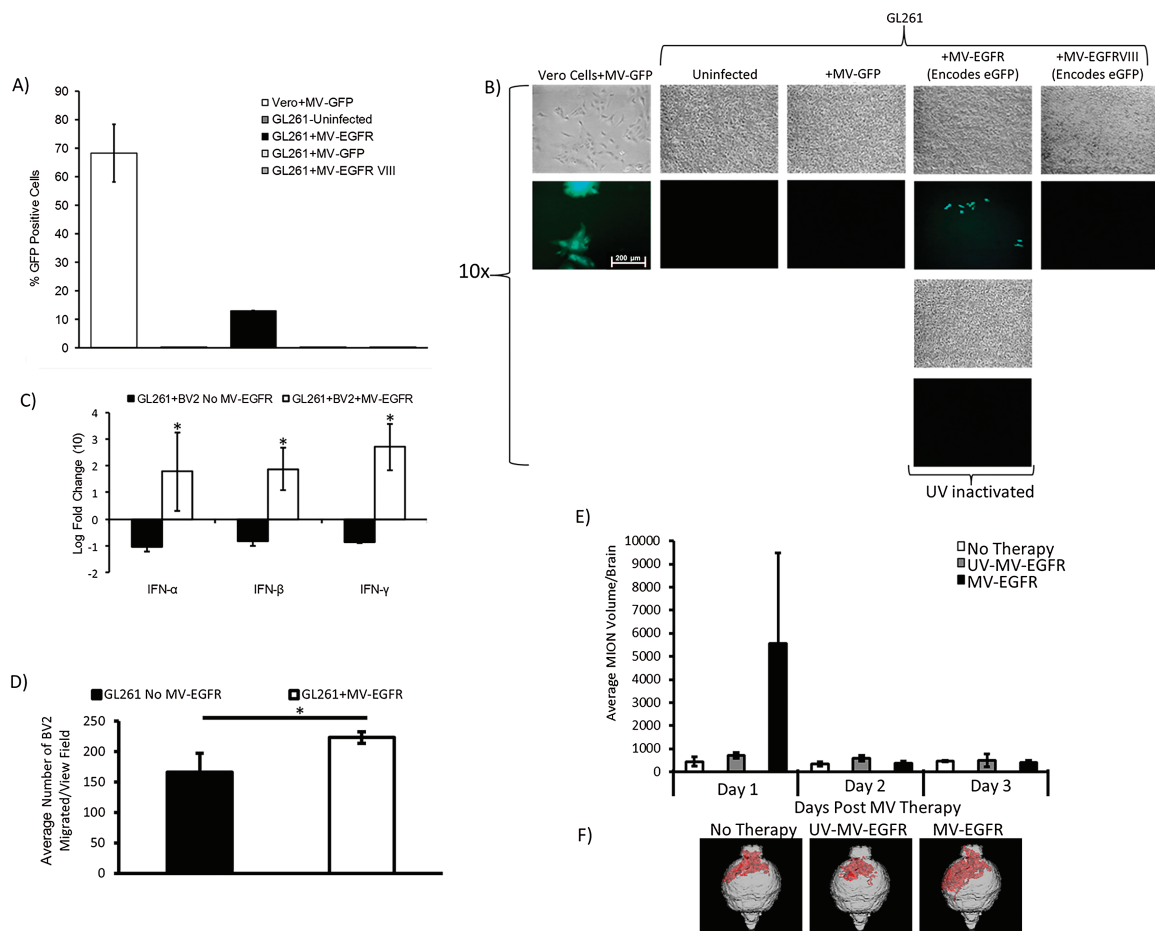 A)
90
80
70
60
50
40
30
20
10
0
% GFP Positive Cells
Vero+MV-GFP
GL261-Uninfected
GL261+MV-EGFR
GL261+MV-GFP
GL261+MV-EGFR VIII
B)
GL261
Vero Cells+MV-GFP
Uninfected
+MV-GFP
+MV-EGFR
(Encodes eGFP)
+MV-EGFRVIII
(Encodes eGFP)
200 µm
10x
UV inactivated
C)
GL261+BV2 No MV-EGFR
GL261+BV2+MV-EGFR
4
3
2
1
0
-1
-2
Log Fold Change (10)
*
*
*
IFN-α
IFN-β
IFN-γ
D)
GL261 No MV-EGFR
GL261+MV-EGFR
250
200
150
100
50
0
Average Number of BV2
Migrated/View Field
*
E)
10000
9000
8000
7000
6000
5000
4000
3000
2000
1000
0
Average MION Volume/Brain
No Therapy
UV-MV-EGFR
MV-EGFR
Day 1
Day 2
Day 3
Days Post MV Therapy
F)
No Therapy
UV-MV-EGFR
MV-EGFR